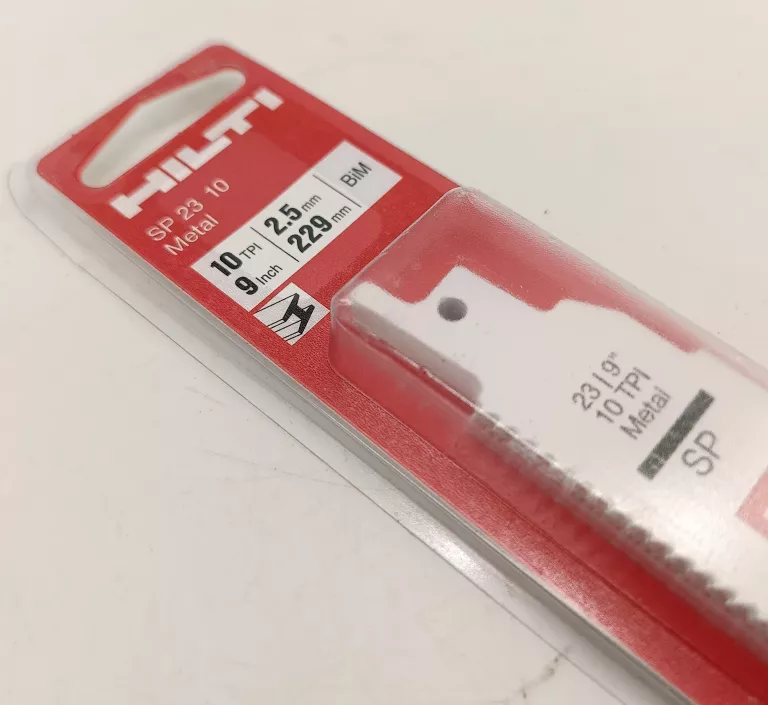 HILTI
SP 23 10
Metal
10 TPI
9 Inch
2.5 mm
229 mm
BiM
23 | 9"
10 TPI
Metal
SP